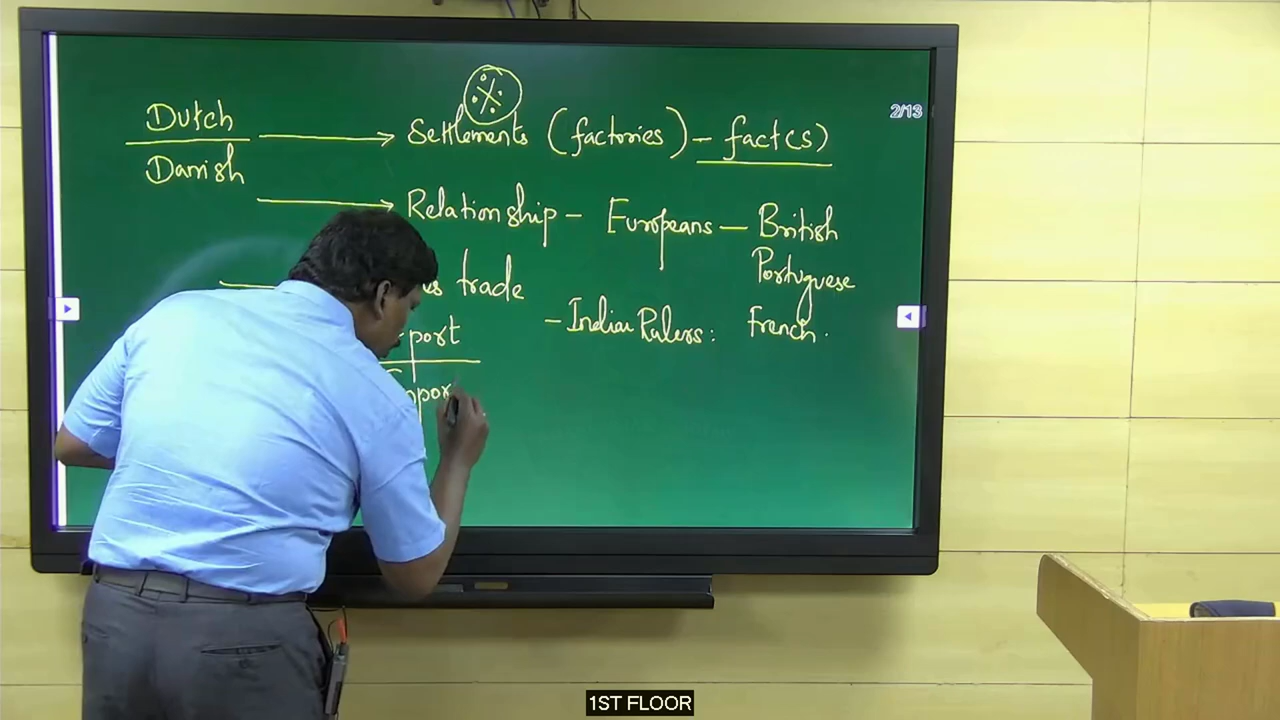 Dutch
Danish
Settlements (factories) - fact(s)
Relationship - Europeans - British
Portuguese
French.
- Indian Rulers:
trade
port
2/13
1ST FLOOR